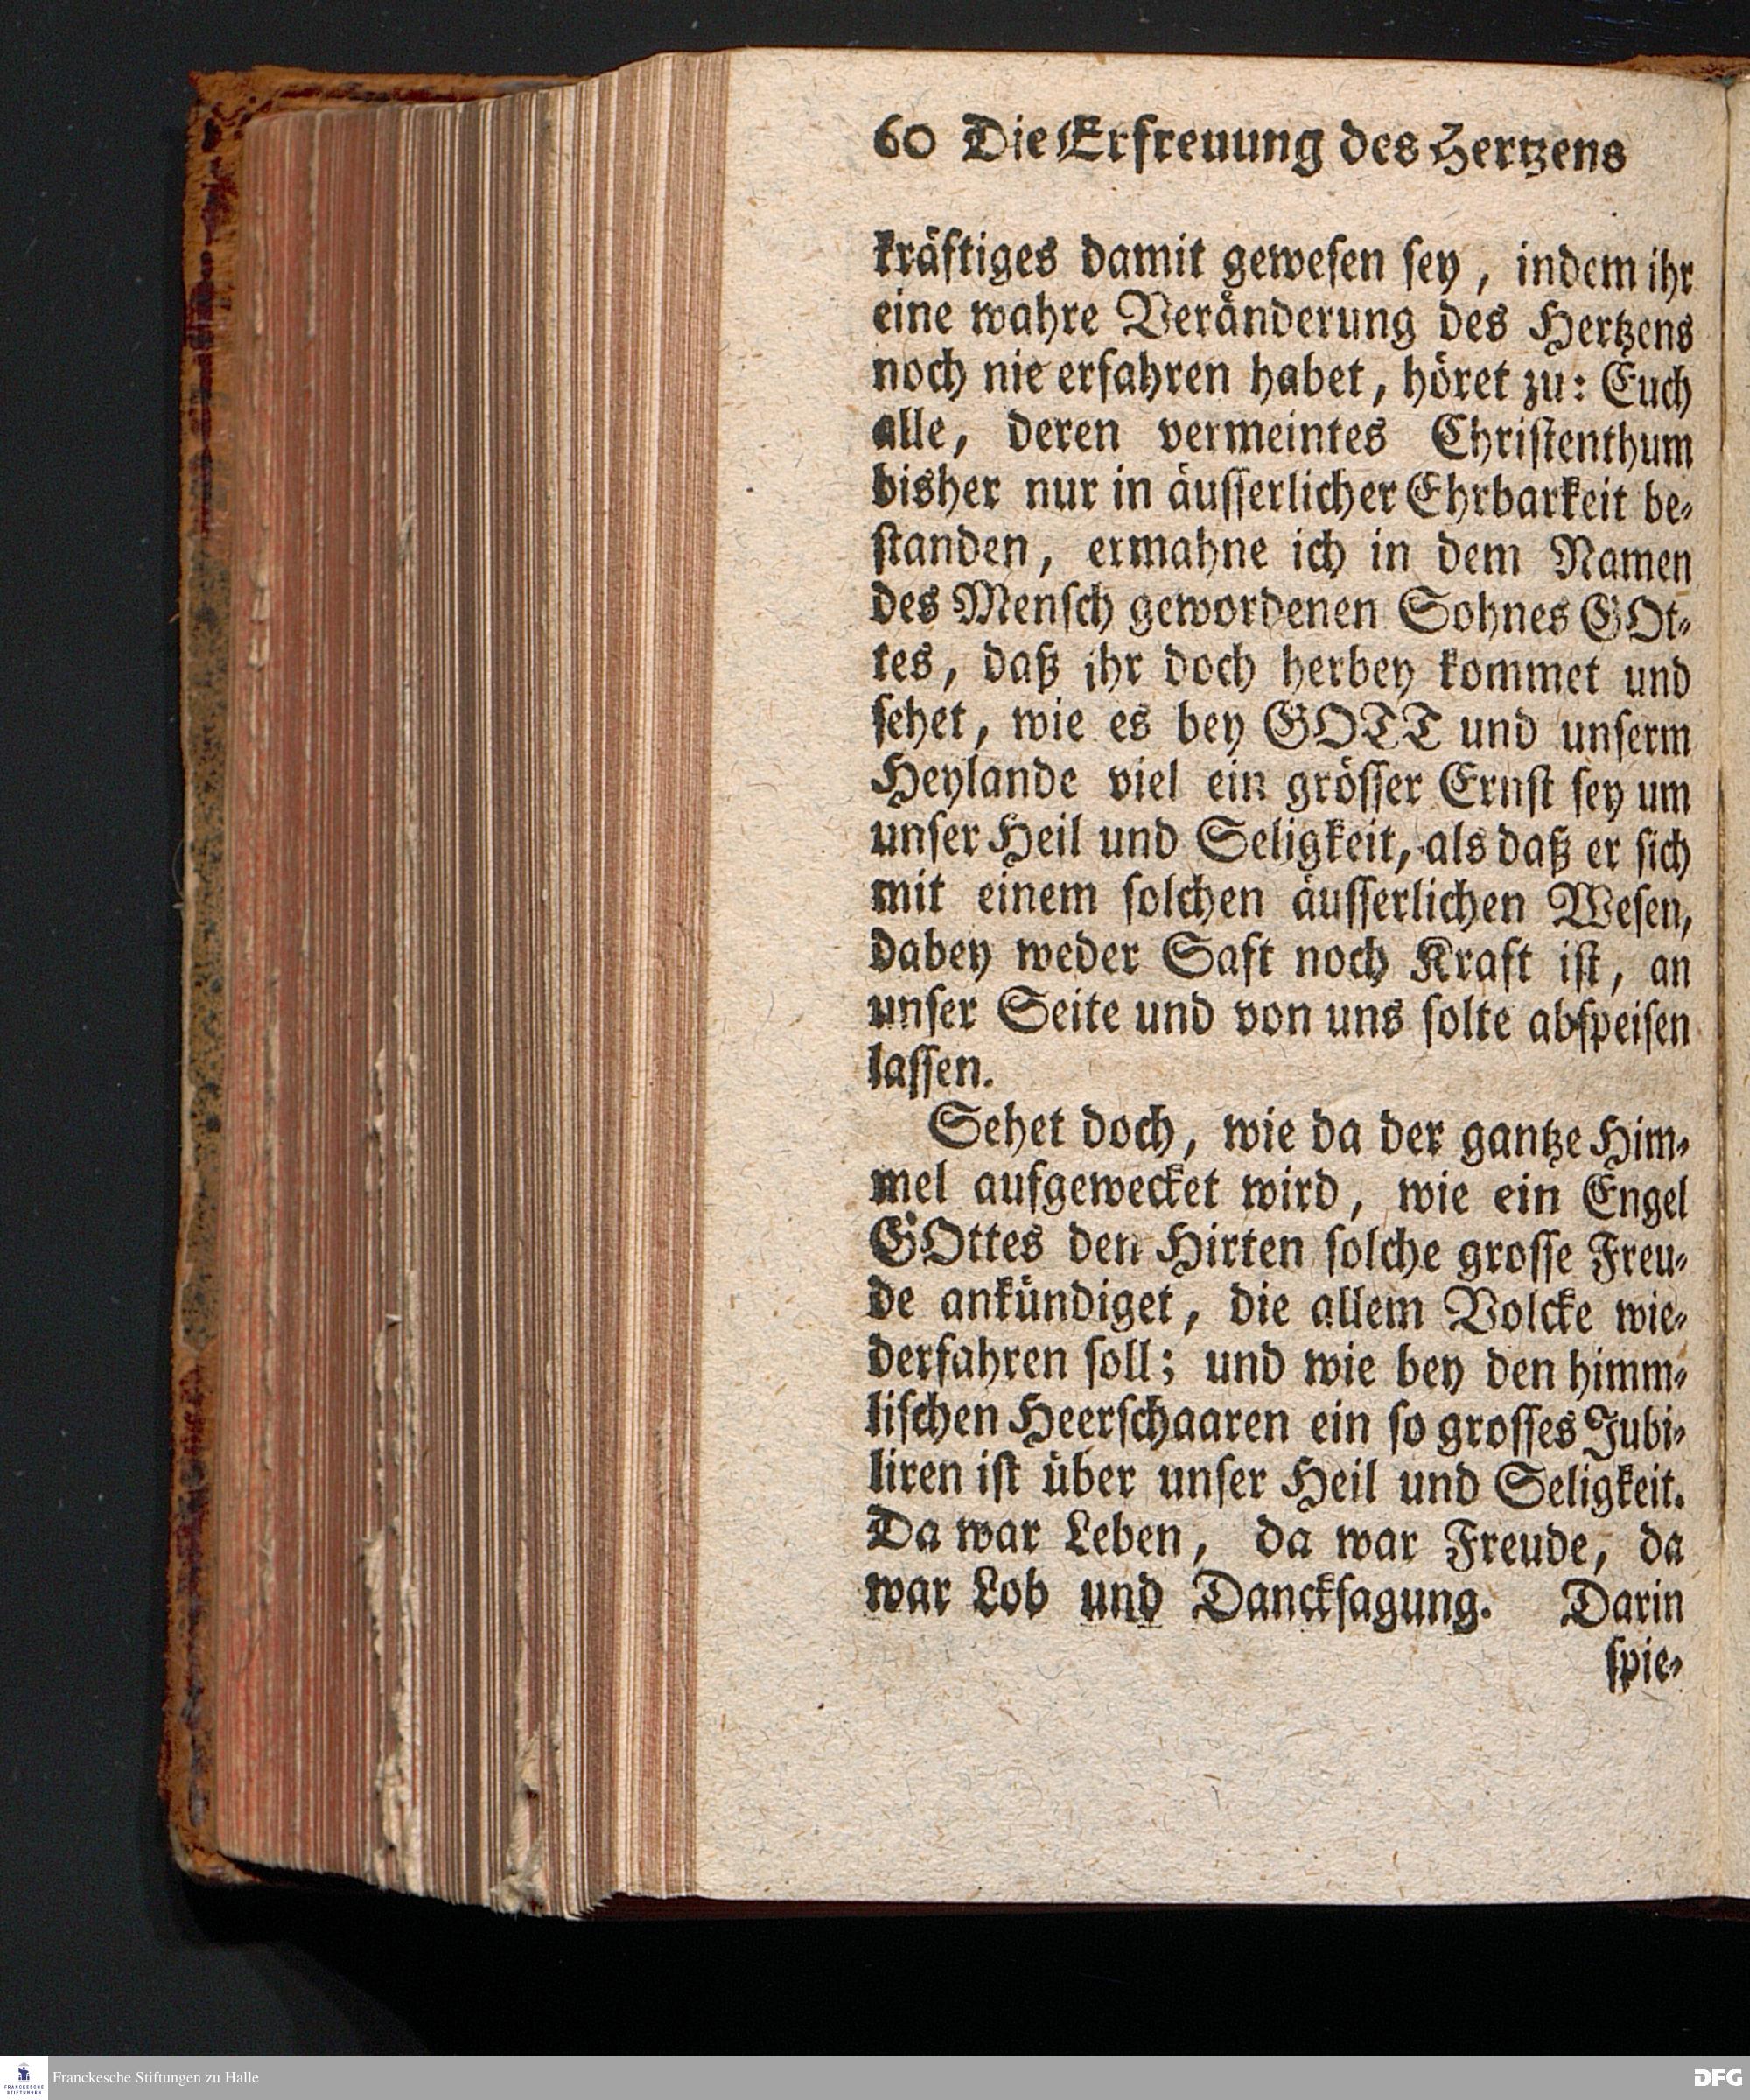 60 Die Erfreuung des Hertzens
kräftiges damit geweſen ſey, indem ihr
eine wahre Veränderung des Hertzens
noch nie erfahren habet, höret zu: Euch
alle, deren vermeintes Chriſtenthum
bisher nur in äuſſerlicher Ehrbarkeit be-
ſtanden, ermahne ich in dem Namen
des Menſch gewordenen Sohnes GOt-
tes, daß ihr doch herbey kommet und
ſehet, wie es bey GOTT und unſerm
Heylande viel ein gröſſer Ernſt ſey um
unſer Heil und Seligkeit, als daß er ſich
mit einem ſolchen äuſſerlichen Weſen,
dabey weder Saft noch Kraft iſt, an
unſer Seite und von uns ſolte abſpeiſen
laſſen.
Sehet doch, wie da der gantze Him-
mel aufgewecket wird, wie ein Engel
GOttes den Hirten ſolche groſſe Freu-
de ankündiget, die allem Volcke wie-
derfahren ſoll; und wie bey den himm-
liſchen Heerſchaaren ein ſo groſſes Jubi-
liren iſt über unſer Heil und Seligkeit.
Da war Leben, da war Freude, da
war Lob und Danckſagung. Darin
ſpie-
FRANCKESCHE STIFTUNGEN
Franckesche Stiftungen zu Halle
DFG